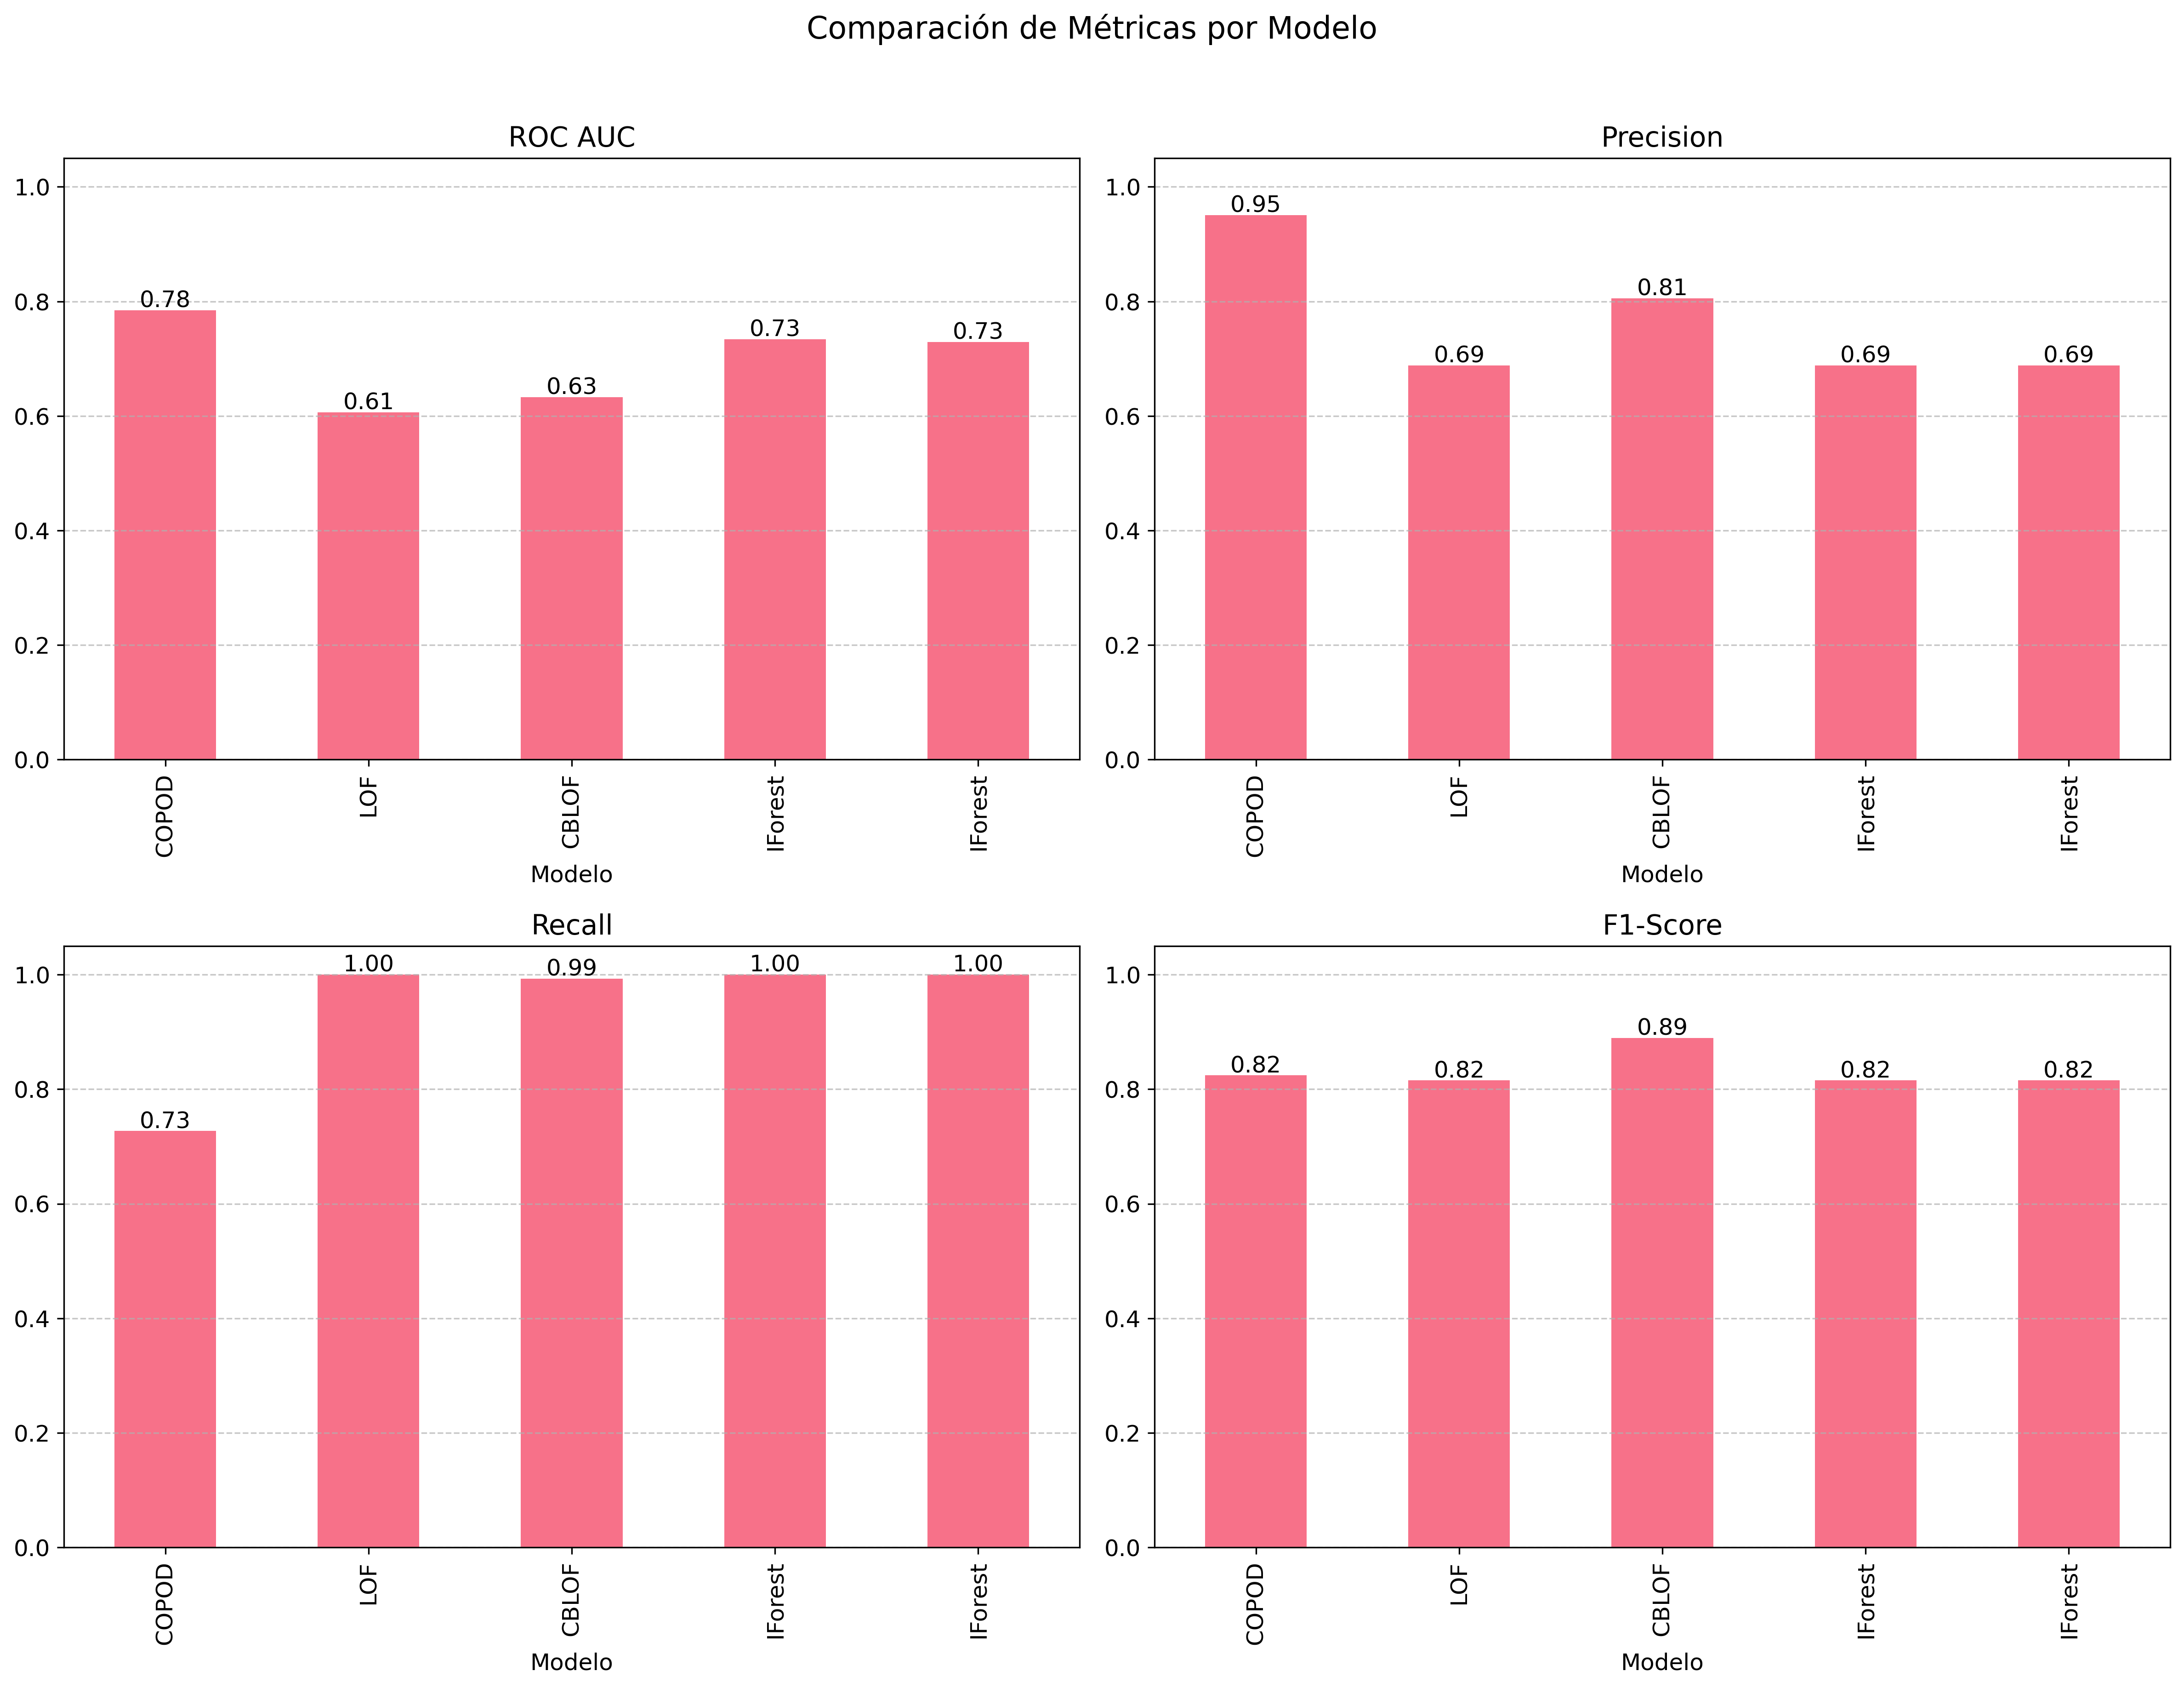 Comparación de Métricas por Modelo
ROC AUC
1.0
0.8
0.6
0.4
0.2
0.0
0.78
0.61
0.63
0.73
0.73
COPOD
LOF
CBLOF
IForest
IForest
Modelo
Precision
1.0
0.8
0.6
0.4
0.2
0.0
0.95
0.69
0.81
0.69
0.69
COPOD
LOF
CBLOF
IForest
IForest
Modelo
Recall
1.0
0.8
0.6
0.4
0.2
0.0
0.73
1.00
0.99
1.00
1.00
COPOD
LOF
CBLOF
IForest
IForest
Modelo
F1-Score
1.0
0.8
0.6
0.4
0.2
0.0
0.82
0.82
0.89
0.82
0.82
COPOD
LOF
CBLOF
IForest
IForest
Modelo